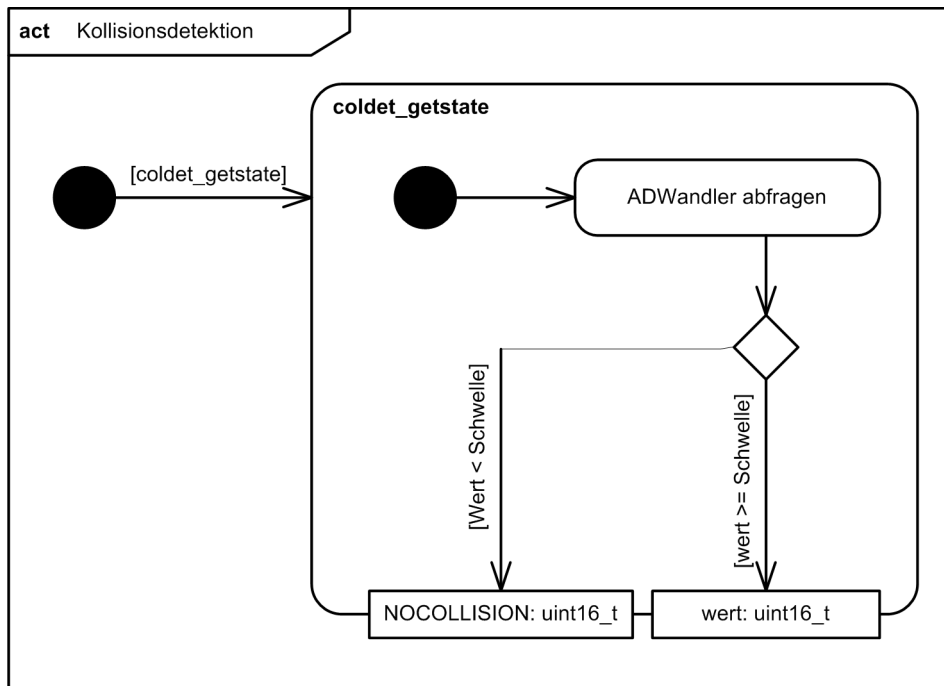 act Kollisionsdetektion
coldet_getstate
[coldet_getstate]
ADWandler abfragen
[Wert < Schwelle]
[wert >= Schwelle]
NOCOLLISION: uint16_t
wert: uint16_t